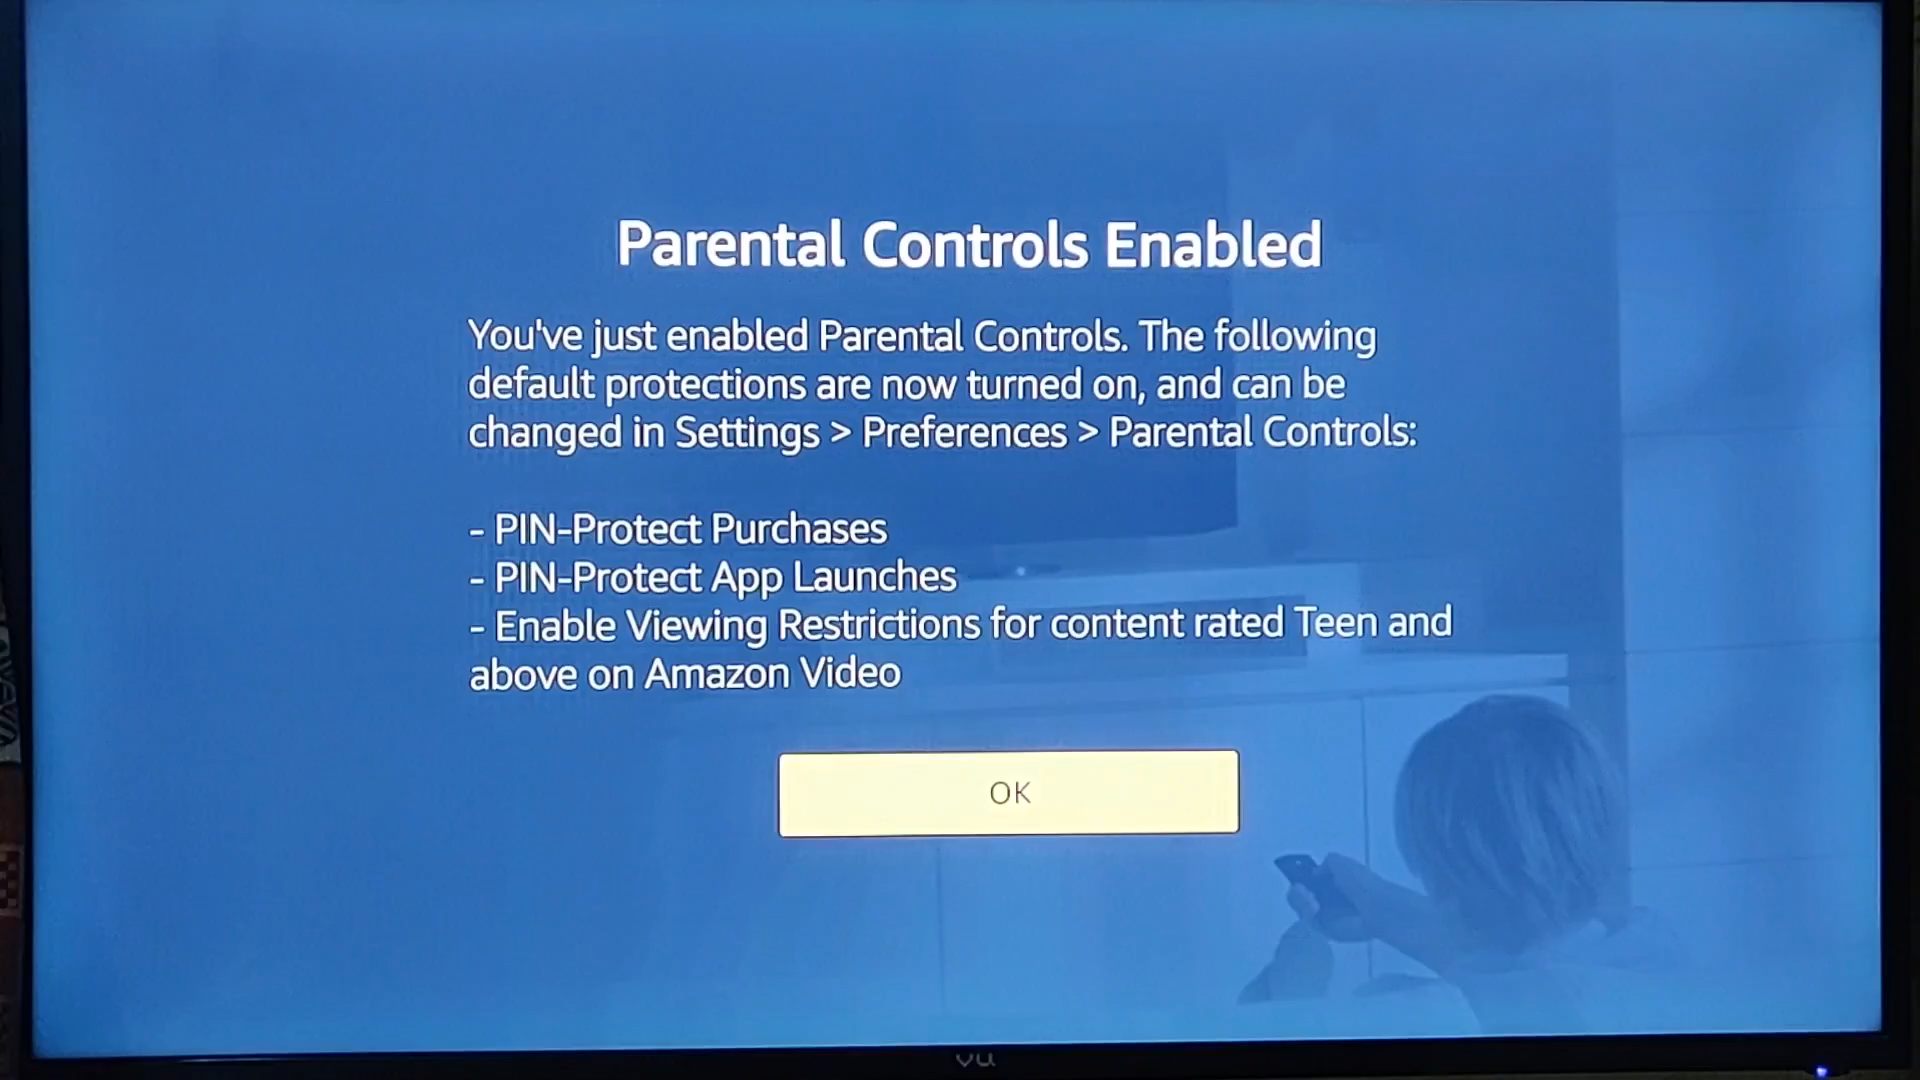 Parental Controls Enabled
You've just enabled Parental Controls. The following
default protections are now turned on, and can be
changed in Settings > Preferences > Parental Controls:
- PIN-Protect Purchases
- PIN-Protect App Launches
- Enable Viewing Restrictions for content rated Teen and
above on Amazon Video
OK
vu